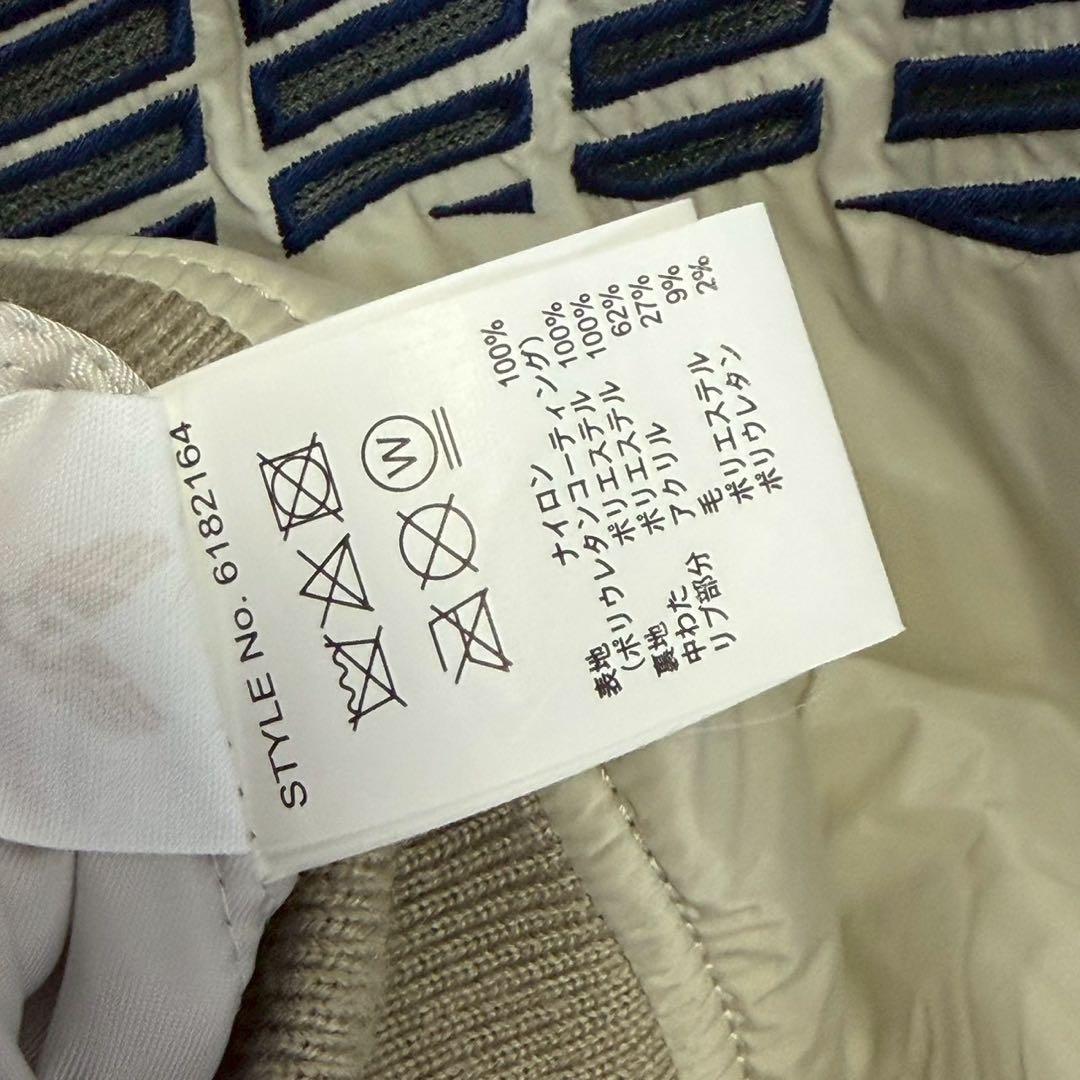 STYLE No. 6182164
W
表地 ナイロン 100%
(ポリウレタンコーティング)
裏地 ポリエステル 100%
中わた ポリエステル 100%
リブ部分 アクリル 62%
毛 27%
ポリエステル 9%
ポリウレタン 2%